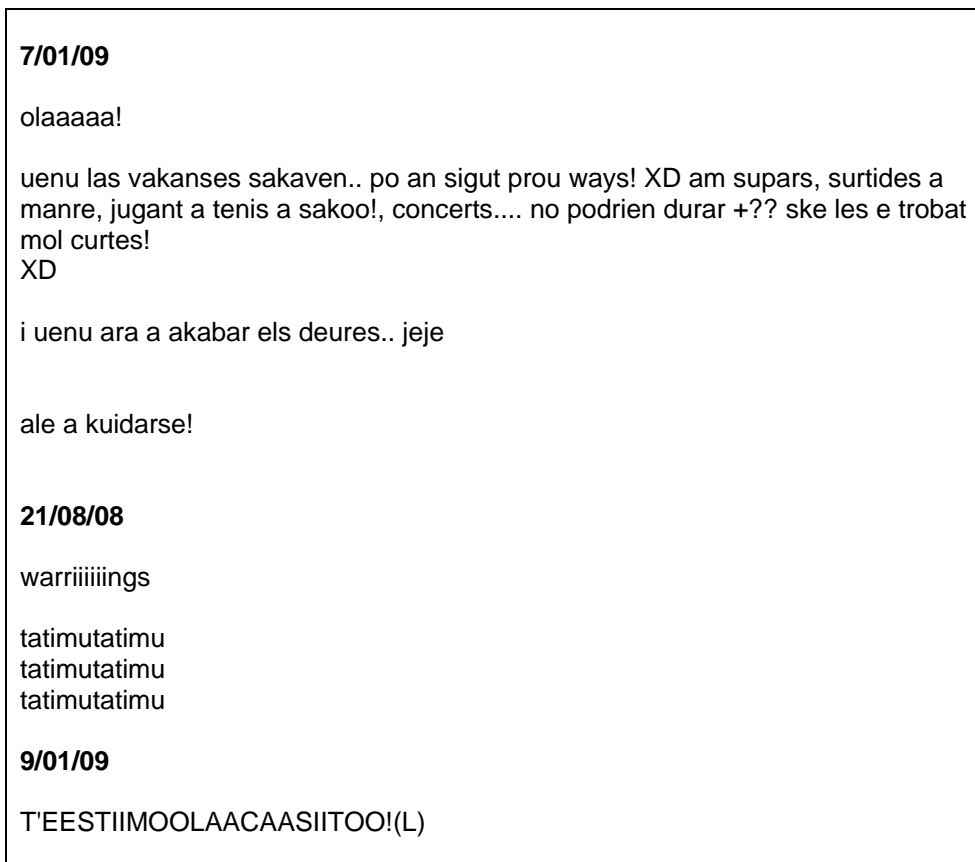 7/01/09
olaaaaa!
uenu las vakanses sakaven.. po an sigut prou ways! XD am supars, surtides a
manre, jugant a tenis a sakoo!, concerts.... no podrien durar +?? ske les e trobat
mol curtes!
XD
i uenu ara a akabar els deures.. jeje
ale a kuidarse!
21/08/08
warriiiiiings
tatimutatimu
tatimutatimu
tatimutatimu
9/01/09
T'EESTIIMOOLAACAASIITOO!(L)